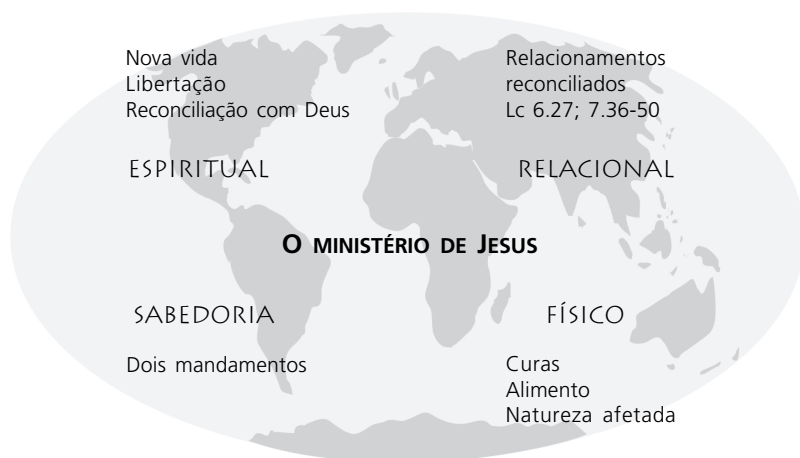 Nova vida
Libertação
Reconciliação com Deus
ESPIRITUAL
Relacionamentos
reconciliados
Lc 6.27; 7.36-50
RELACIONAL
O MINISTÉRIO DE JESUS
SABEDORIA
Dois mandamentos
FÍSICO
Curas
Alimento
Natureza afetada